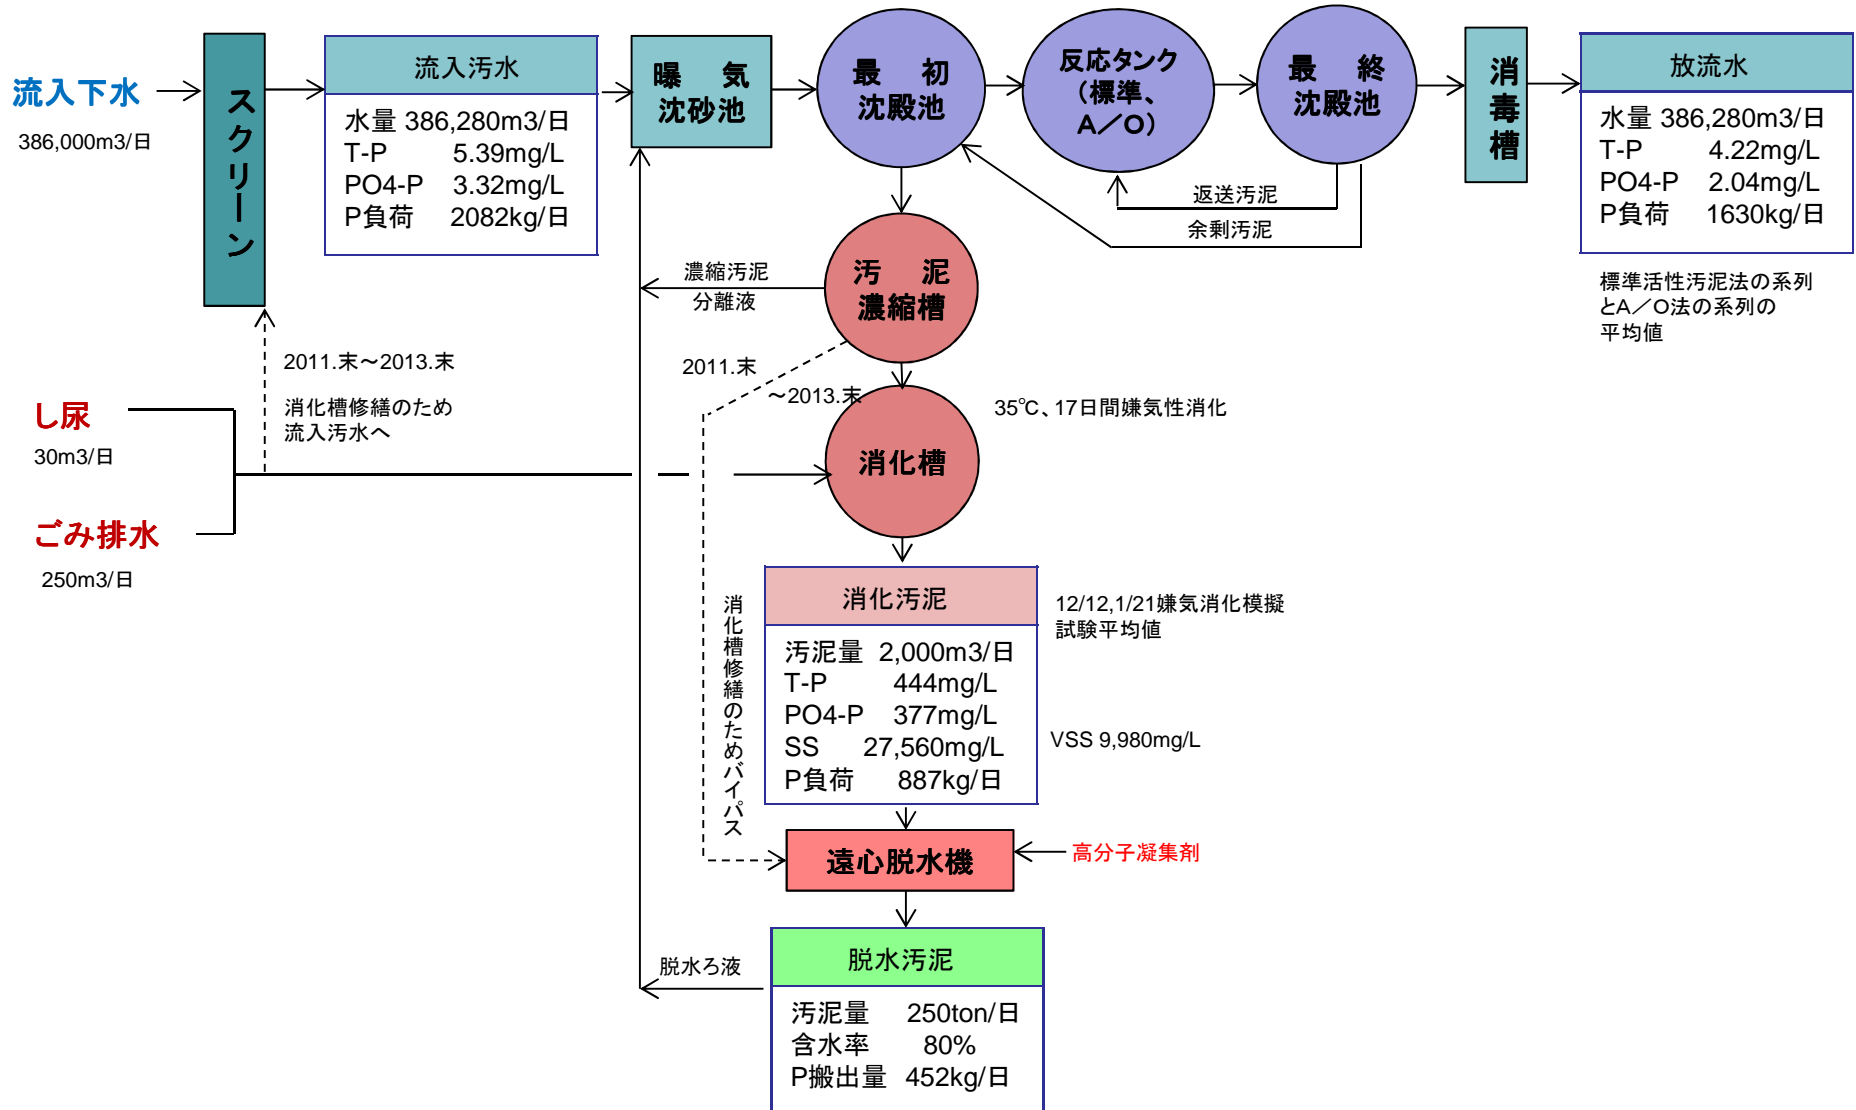 流入下水
386,000m3/日
スクリーン
流入汚水
水量 386,280m3/日
T-P 5.39mg/L
PO4-P 3.32mg/L
P負荷 2082kg/日
曝 気
沈砂池
最 初
沈殿池
反応タンク
(標準、
A/O)
最 終
沈殿池
消毒槽
放流水
水量 386,280m3/日
T-P 4.22mg/L
PO4-P 2.04mg/L
P負荷 1630kg/日
標準活性汚泥法の系列
とA/O法の系列の
平均値
返送汚泥
余剰汚泥
濃縮汚泥
分離液
汚 泥
濃縮槽
2011.末〜2013.末
消化槽修繕のため
流入汚水へ
2011.末
〜2013.末
し尿
30m3/日
ごみ排水
250m3/日
35℃、17日間嫌気性消化
消化槽
消化槽修繕のためバイパス
消化汚泥
汚泥量 2,000m3/日
T-P 444mg/L
PO4-P 377mg/L
SS 27,560mg/L
P負荷 887kg/日
12/12,1/21嫌気消化模擬
試験平均値
VSS 9,980mg/L
遠心脱水機
高分子凝集剤
脱水ろ液
脱水汚泥
汚泥量 250ton/日
含水率 80%
P搬出量 452kg/日